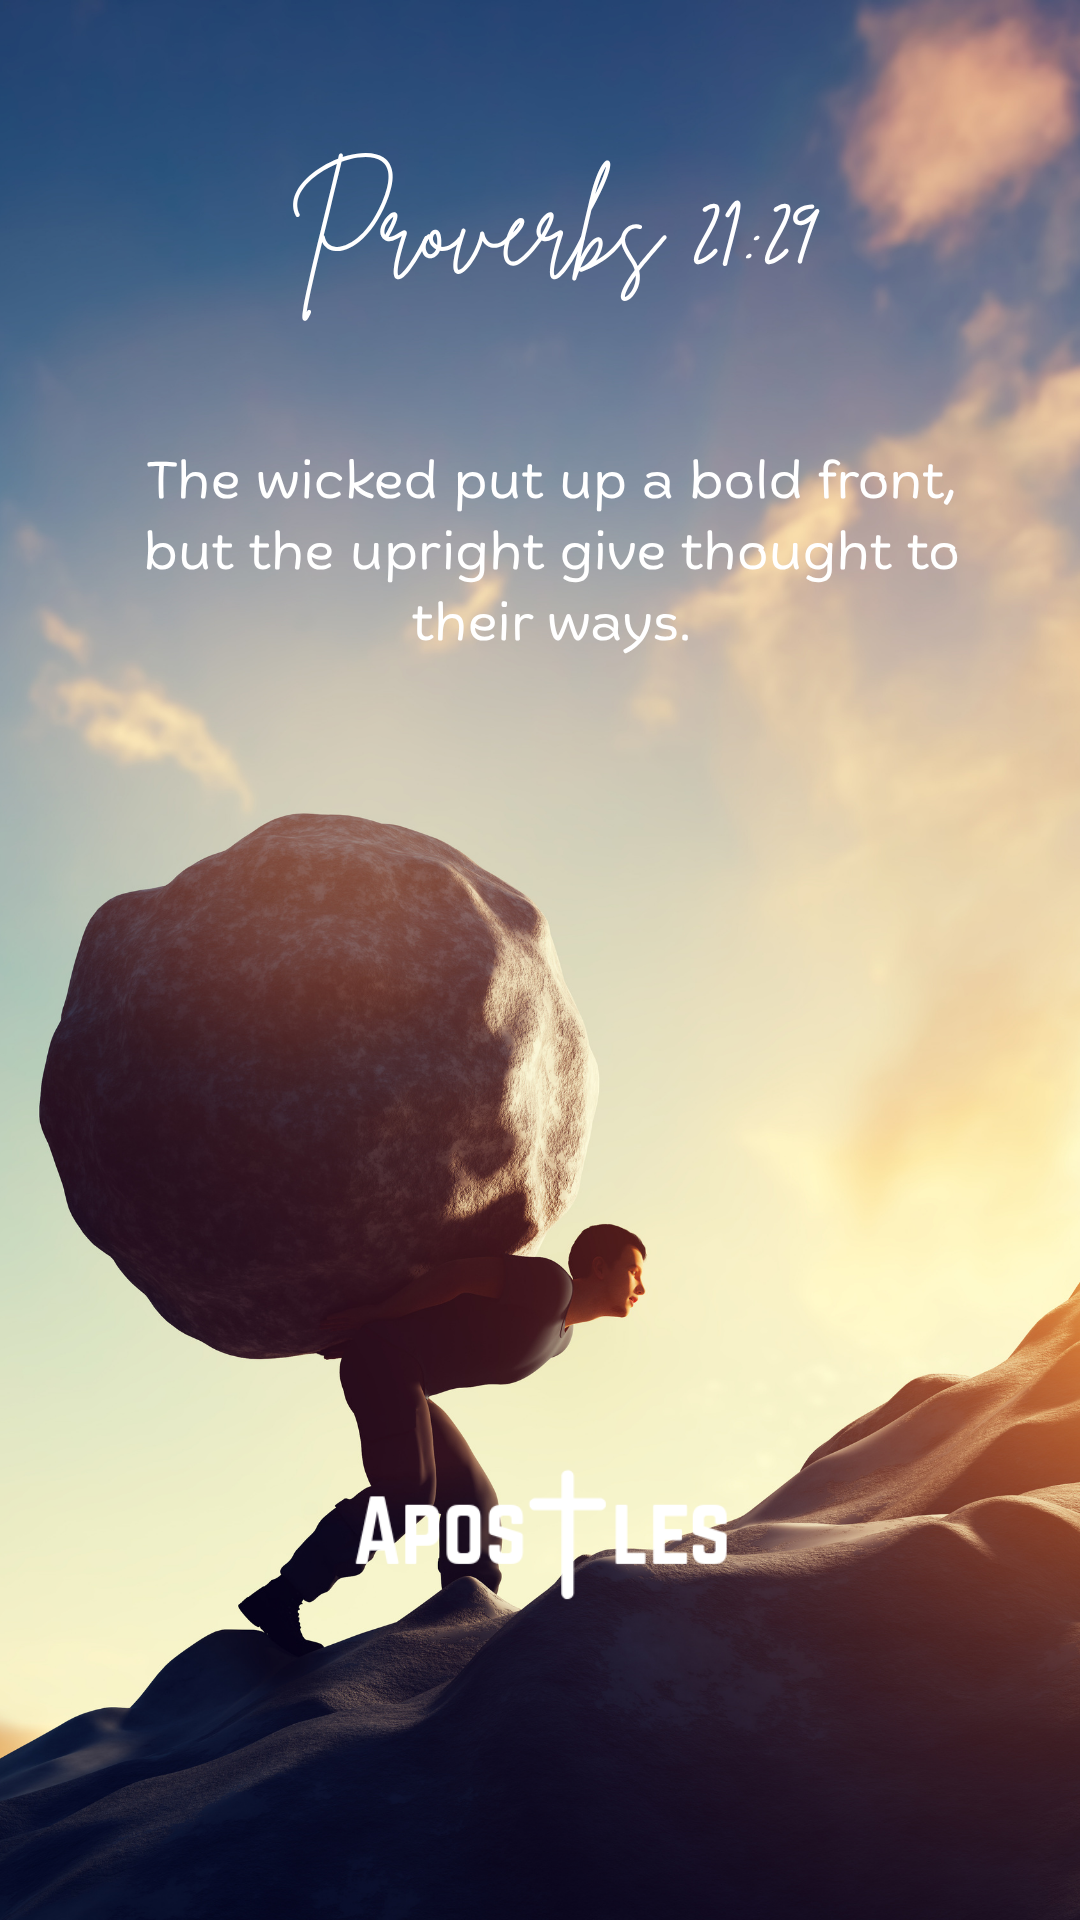 Proverbs 21:29
The wicked put up a bold front,
but the upright give thought to
their ways.
APOSTLES